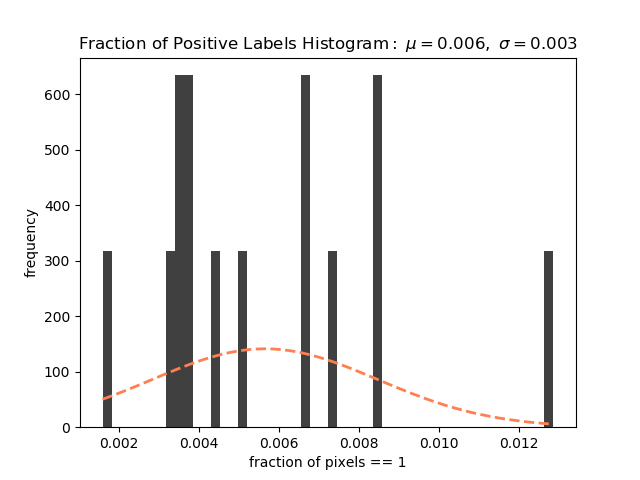 Fraction of Positive Labels Histogram : μ = 0.006, σ = 0.003
600
500
400
300
200
100
0
frequency
0.002 0.004 0.006 0.008 0.010 0.012
fraction of pixels == 1